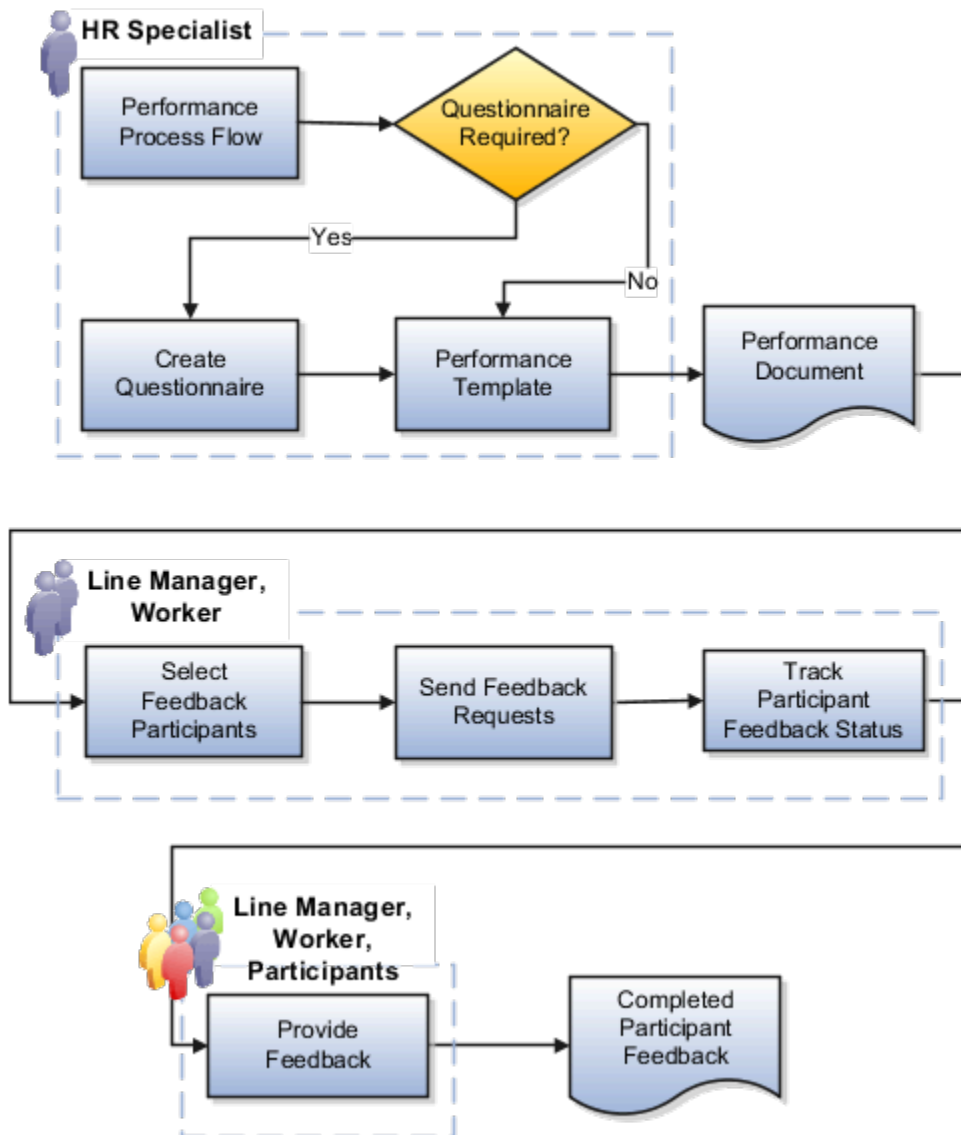 HR Specialist
Performance
Process Flow
Questionnaire
Required?
Yes
No
Create
Questionnaire
Performance
Template
Performance
Document
Line Manager,
Worker
Select
Feedback
Participants
Send Feedback
Requests
Track
Participant
Feedback Status
Line Manager,
Worker,
Participants
Provide
Feedback
Completed
Participant
Feedback